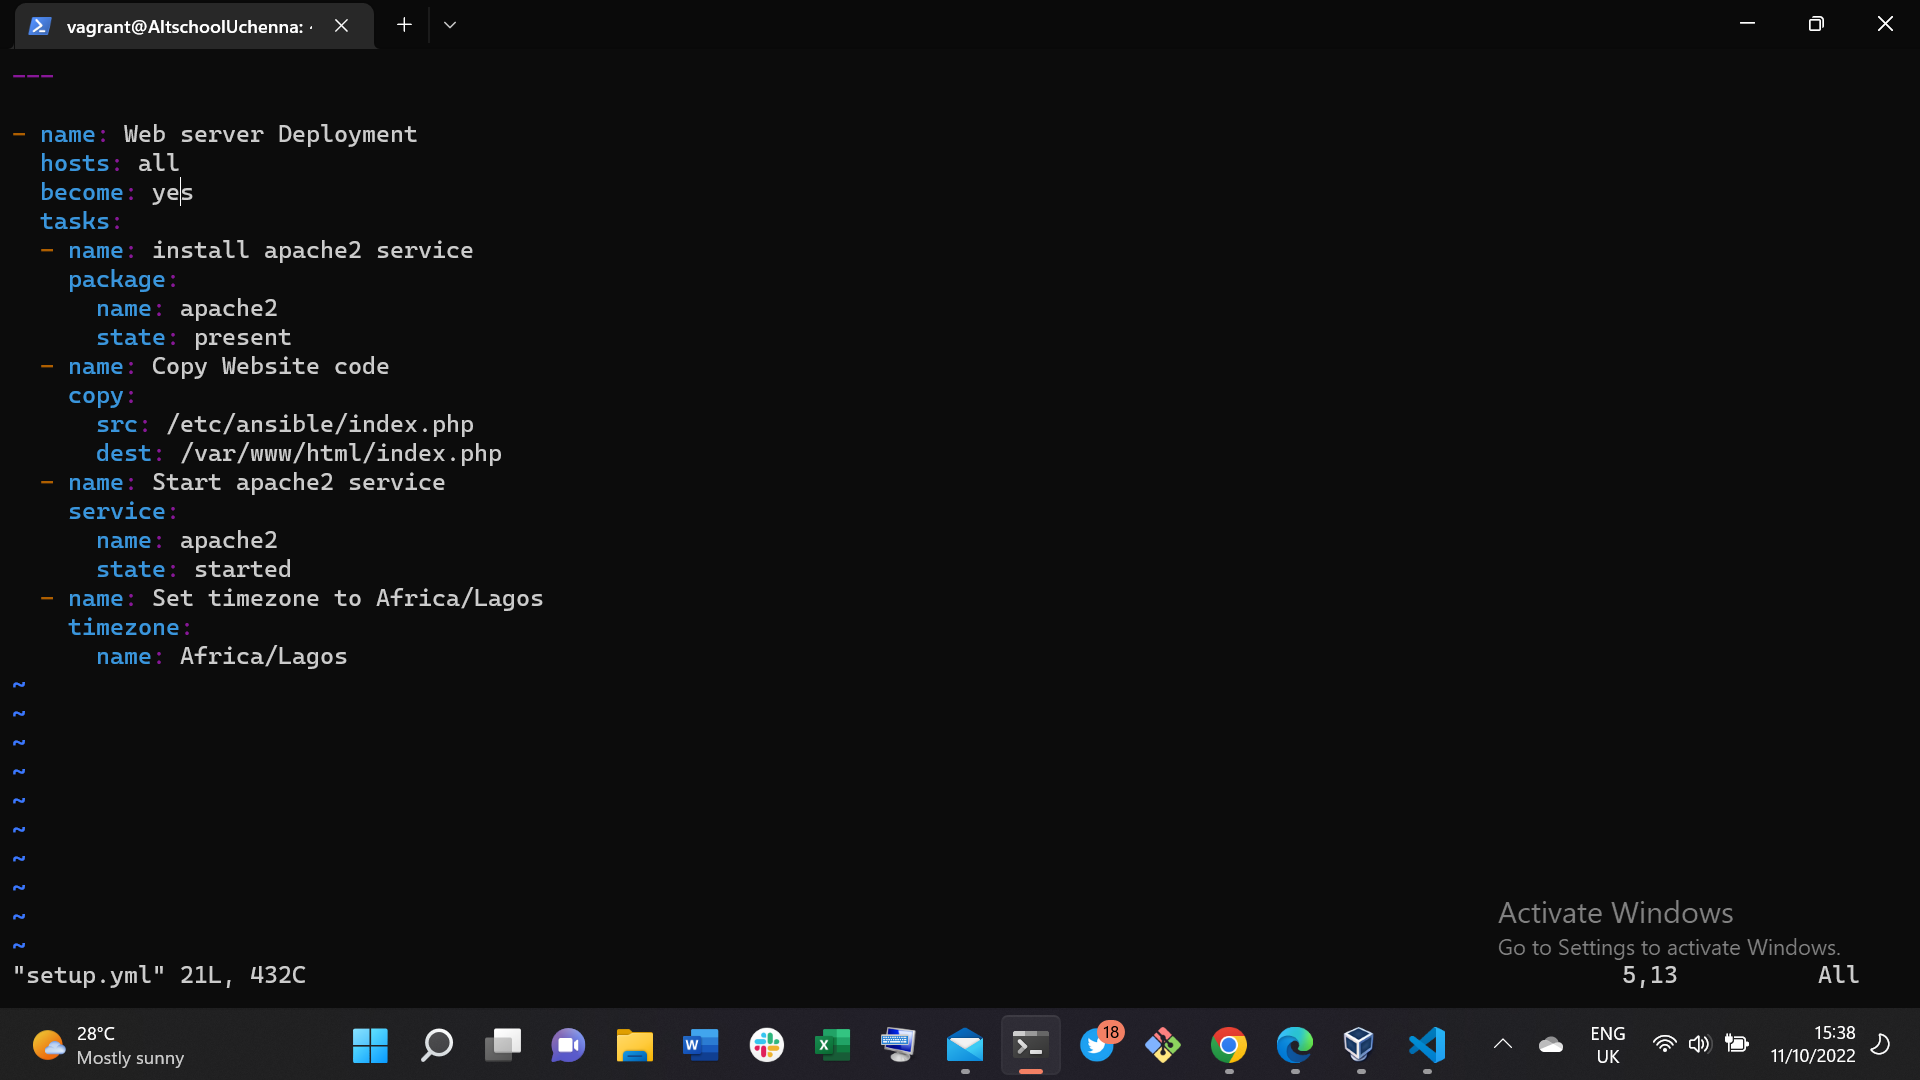 vagrant@AltschoolUchenna: ~
---
- name: Web server Deployment
  hosts: all
  become: yes
  tasks:
  - name: install apache2 service
    package:
      name: apache2
      state: present
  - name: Copy Website code
    copy:
      src: /etc/ansible/index.php
      dest: /var/www/html/index.php
  - name: Start apache2 service
    service:
      name: apache2
      state: started
  - name: Set timezone to Africa/Lagos
    timezone:
      name: Africa/Lagos
~
~
~
~
~
~
~
~
~
~
Activate Windows
Go to Settings to activate Windows.
"setup.yml" 21L, 432C 5,13 All
28°C
Mostly sunny
18
ENG
UK
15:38
11/10/2022